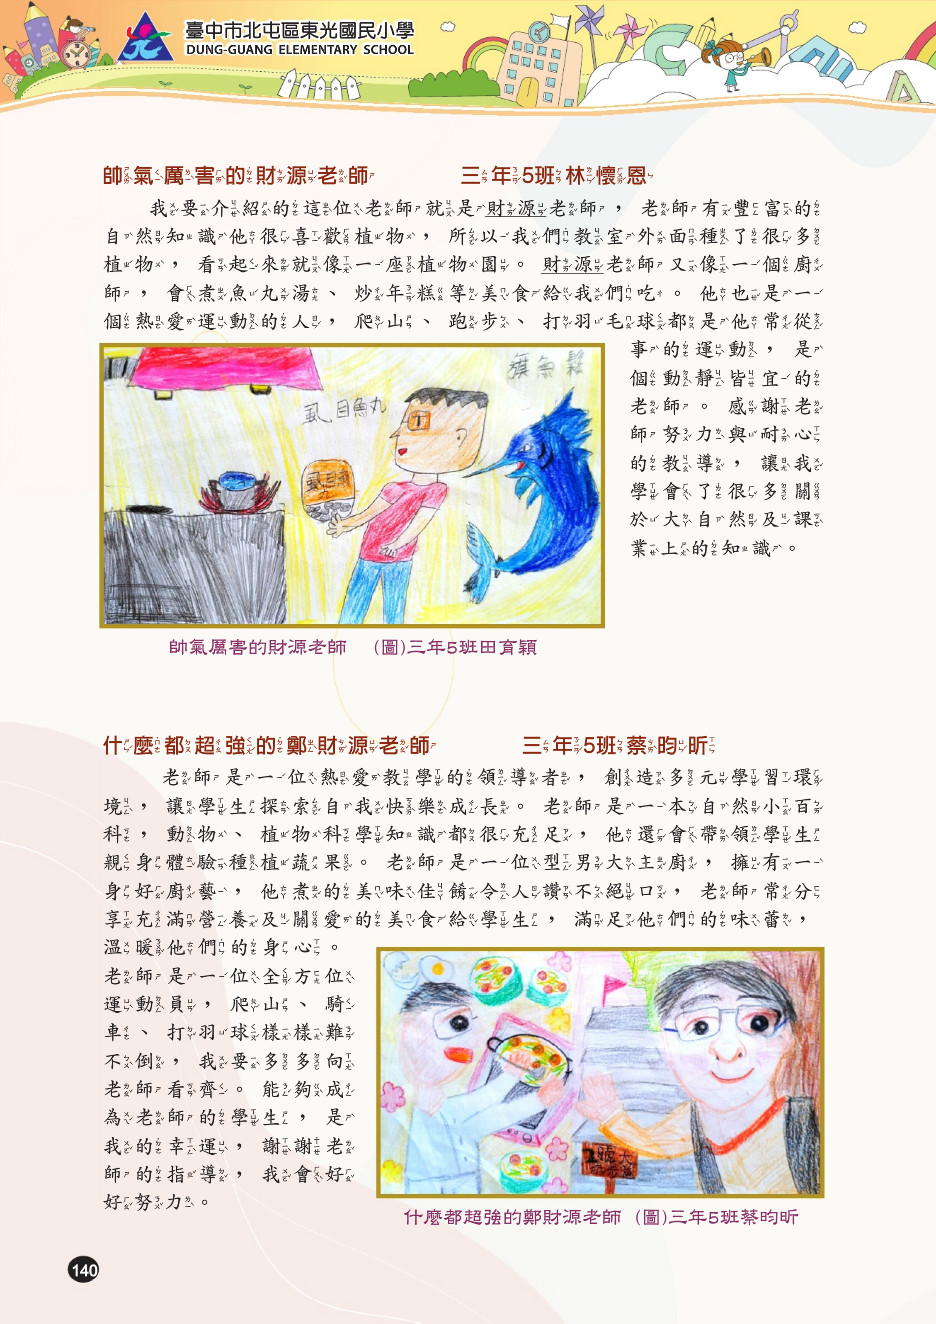 臺中市北屯區東光國民小學
DUNG-GUANG ELEMENTARY SCHOOL
帥氣厲害的財源老師 三年5班林懷恩
我要介紹的這位老師就是財源老師，老師有豐富的
自然知識他很喜歡植物，所以我們教室外面種了很多
植物，看起來就像一座植物園。財源老師又像一個廚
師，會煮魚丸湯、炒年糕等美食給我們吃。他也是一
個熱愛運動的人，爬山、跑步、打羽毛球都是他常從
事的運動，是
個動靜皆宜的
老師。感謝老
師努力與耐心
的教導，讓我
學會了很多關
於大自然及課
業上的知識。
旗魚鬆
虱目魚丸
帥氣厲害的財源老師 (圖)三年5班田育穎
什麼都超強的鄭財源老師 三年5班蔡昀昕
老師是一位熱愛教學的領導者，創造多元學習環
境，讓學生探索自我快樂成長。老師是一本自然小百
科，動物、植物科學知識都很充足，他還會帶領學生
親身體驗種植蔬果。老師是一位型男大主廚，擁有一
身好廚藝，他煮的美味佳餚令人讚不絕口，老師常分
享充滿營養及關愛的美食給學生，滿足他們的味蕾，
溫暖他們的身心。
老師是一位全方位
運動員，爬山、騎
車、打羽球樣樣難
不倒，我要多多向
老師看齊。能夠成
為老師的學生，是
我的幸運，謝謝老
師的指導，我會好
好努力。
什麼都超強的鄭財源老師 (圖)三年5班蔡昀昕
140